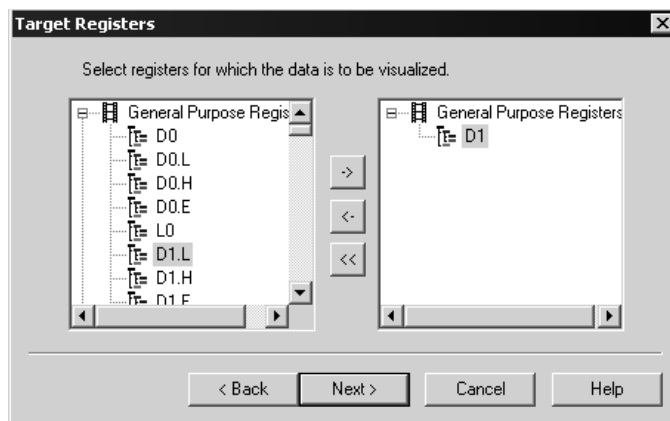 Target Registers
Select registers for which the data is to be visualized.
General Purpose Regis
D0
D0.L
D0.H
D0.E
L0
D1.L
D1.H
D1.E
->
<-
<<
General Purpose Registers
D1
< Back
Next >
Cancel
Help